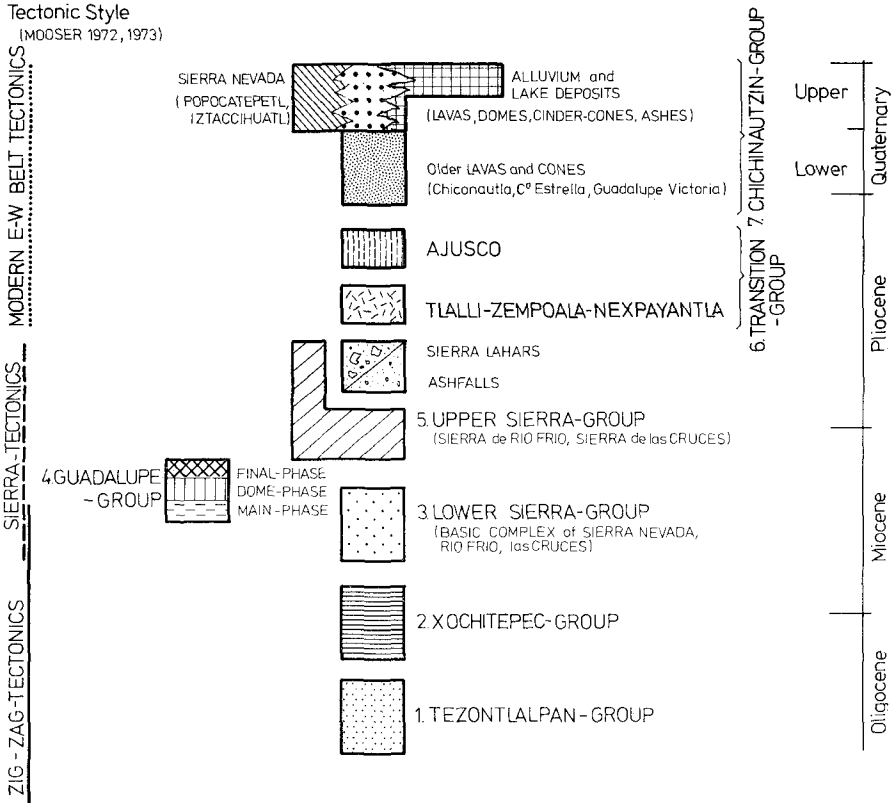 Tectonic Style
(MOOSER 1972, 1973)
MODERN E-W BELT TECTONICS
SIERRA-TECTONICS
ZIG-ZAG-TECTONICS
SIERRA NEVADA
(POPOCATEPETL,
IZTACCIHUATL)
ALLUVIUM and
LAKE DEPOSITS
(LAVAS, DOMES, CINDER-CONES, ASHES)
Older LAVAS and CONES
(Chiconautla, Cº Estrella, Guadalupe Victoria)
AJUSCO
TLALLI-ZEMPOALA-NEXPAYANTLA
SIERRA LAHARS
ASHFALLS
5. UPPER SIERRA-GROUP
(SIERRA de RIO FRIO, SIERRA de las CRUCES)
4. GUADALUPE
-GROUP
FINAL-PHASE
DOME-PHASE
MAIN-PHASE
3. LOWER SIERRA-GROUP
(BASIC COMPLEX of SIERRA NEVADA,
RIO FRIO, las CRUCES)
2. XOCHITEPEC-GROUP
1. TEZONTLALPAN-GROUP
7. CHICHINAUTZIN-GROUP
6. TRANSITION
-GROUP
Upper
Lower
Quaternary
Pliocene
Miocene
Oligocene